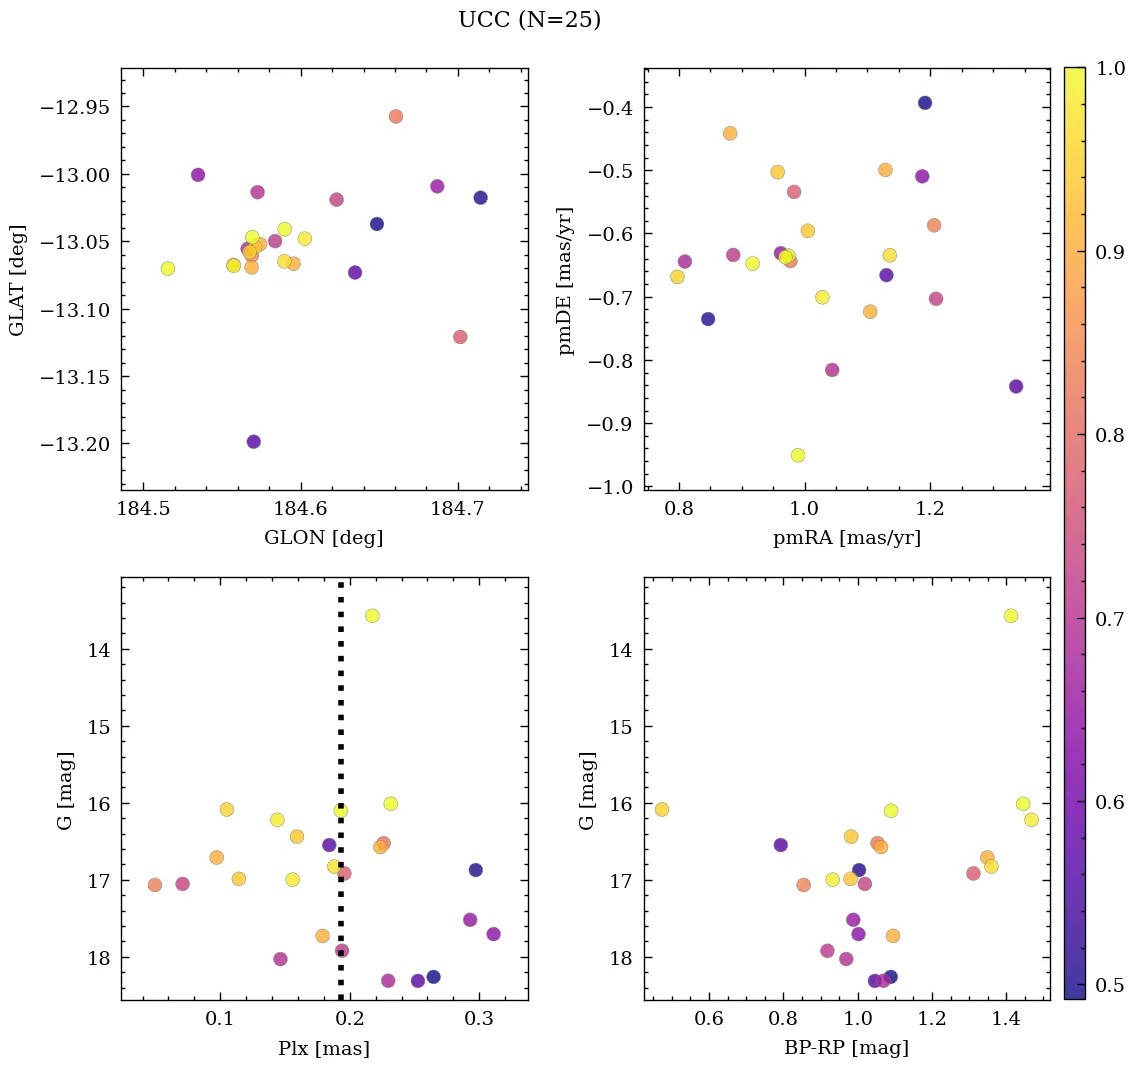 UCC (N=25)
−12.95
−13.00
−13.05
−13.10
−13.15
−13.20
GLAT [deg]
184.5 184.6 184.7
GLON [deg]
−0.4
−0.5
−0.6
−0.7
−0.8
−0.9
−1.0
pmDE [mas/yr]
0.8 1.0 1.2
pmRA [mas/yr]
14
15
16
17
18
G [mag]
0.1 0.2 0.3
Plx [mas]
14
15
16
17
18
G [mag]
0.6 0.8 1.0 1.2 1.4
BP-RP [mag]
1.0
0.9
0.8
0.7
0.6
0.5